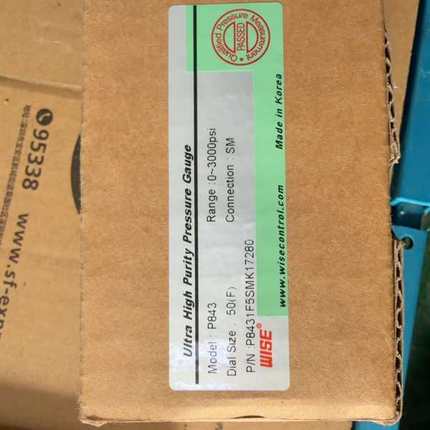 Ultra High Purity Pressure Gauge
Model : P843
Range : 0~3000psi
Dial Size : 50(F)
Connection : SM
P/N : P8431F5SMK17280
WISE®
www.wisecontrol.com
Made in Korea
Qualified Pressure Measurement
PASSED
95338
www.sf-exp